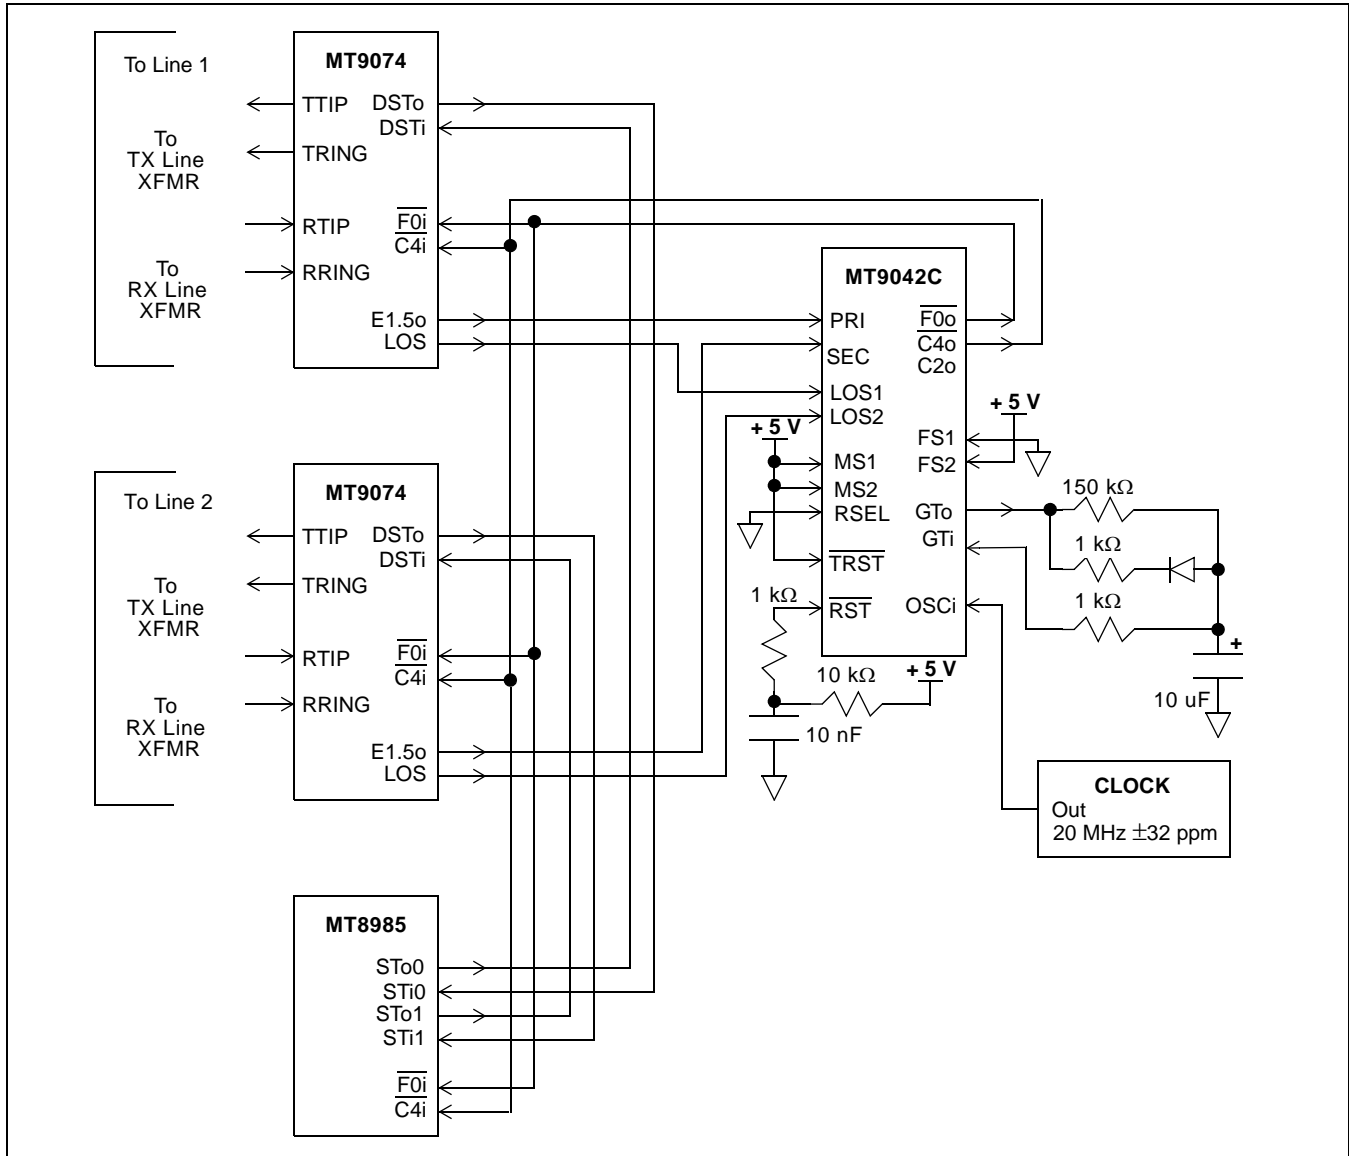 To Line 1
To
TX Line
XFMR
To
RX Line
XFMR
MT9074
TTIP
DSTo
DSTi
TRING
RTIP
F0i
C4i
RRING
E1.5o
LOS
MT9042C
PRI
SEC
LOS1
LOS2
MS1
MS2
RSEL
TRST
RST
F0o
C4o
C2o
FS1
FS2
GTo
GTi
OSCi
+ 5 V
+ 5 V
150 kΩ
1 kΩ
1 kΩ
+
10 uF
1 kΩ
10 kΩ
+ 5 V
10 nF
CLOCK
Out
20 MHz ±32 ppm
To Line 2
To
TX Line
XFMR
To
RX Line
XFMR
MT9074
TTIP
DSTo
DSTi
TRING
RTIP
F0i
C4i
RRING
E1.5o
LOS
MT8985
STo0
STi0
STo1
STi1
F0i
C4i